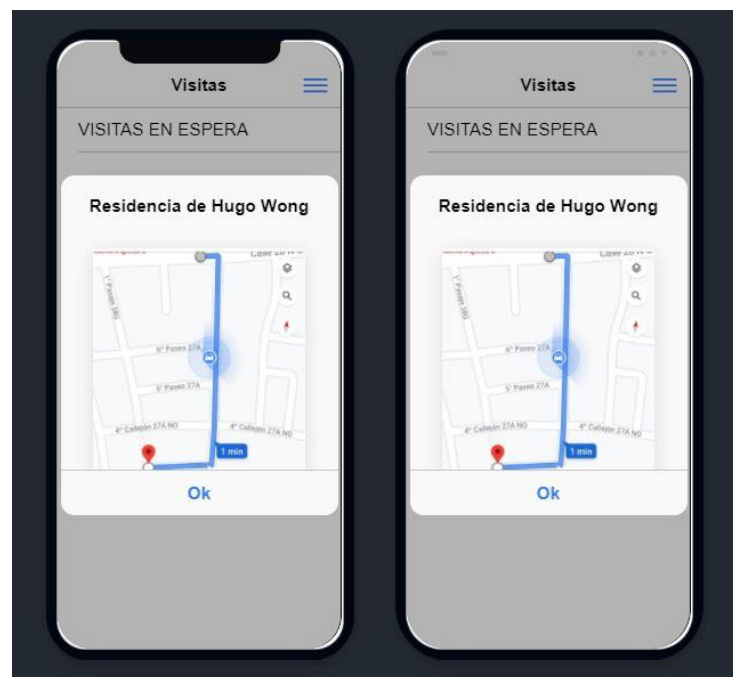 Visitas
VISITAS EN ESPERA
Residencia de Hugo Wong
6° Paseo 27A
5° Paseo 27A
4° Callejón 27A NO
4° Callejón 27A NO
1 min
Ok
Visitas
VISITAS EN ESPERA
Residencia de Hugo Wong
6° Paseo 27A
5° Paseo 27A
4° Callejón 27A NO
4° Callejón 27A NO
1 min
Ok